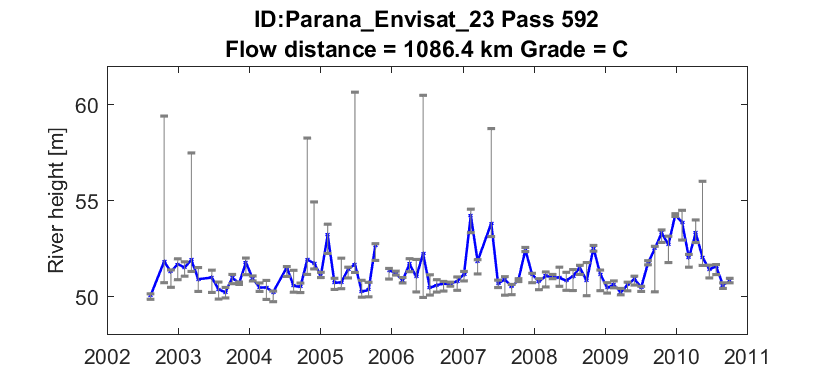 ID:Parana_Envisat_23 Pass 592
Flow distance = 1086.4 km Grade = C
River height [m]
60
55
50
2002 2003 2004 2005 2006 2007 2008 2009 2010 2011